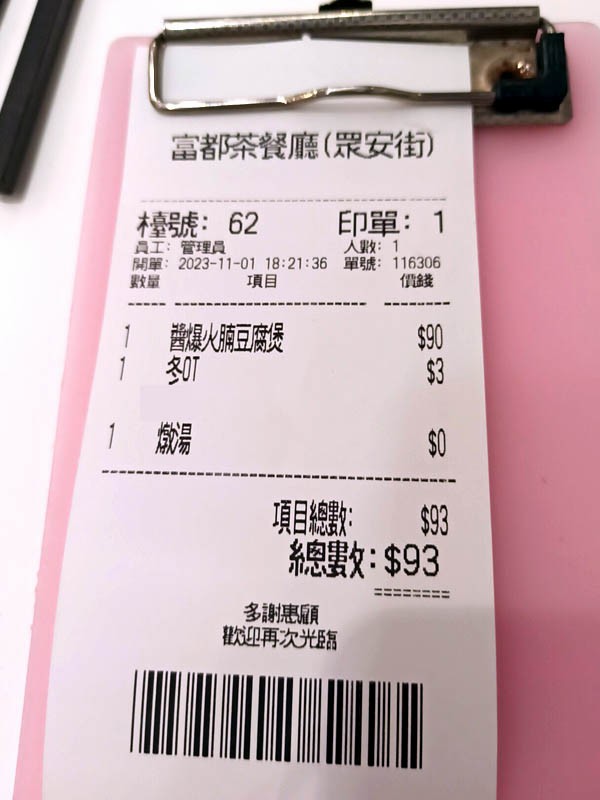 富都茶餐廳(眾安街)
檯號: 62 印單: 1
員工: 管理員 人數: 1
開單: 2023-11-01 18:21:36 單號: 116306
數量 項目 價錢
1 醬爆火腩豆腐煲 $90
1 冬OT $3
1 燉湯 $0
項目總數: $93
總數: $93
多謝惠顧
歡迎再次光臨